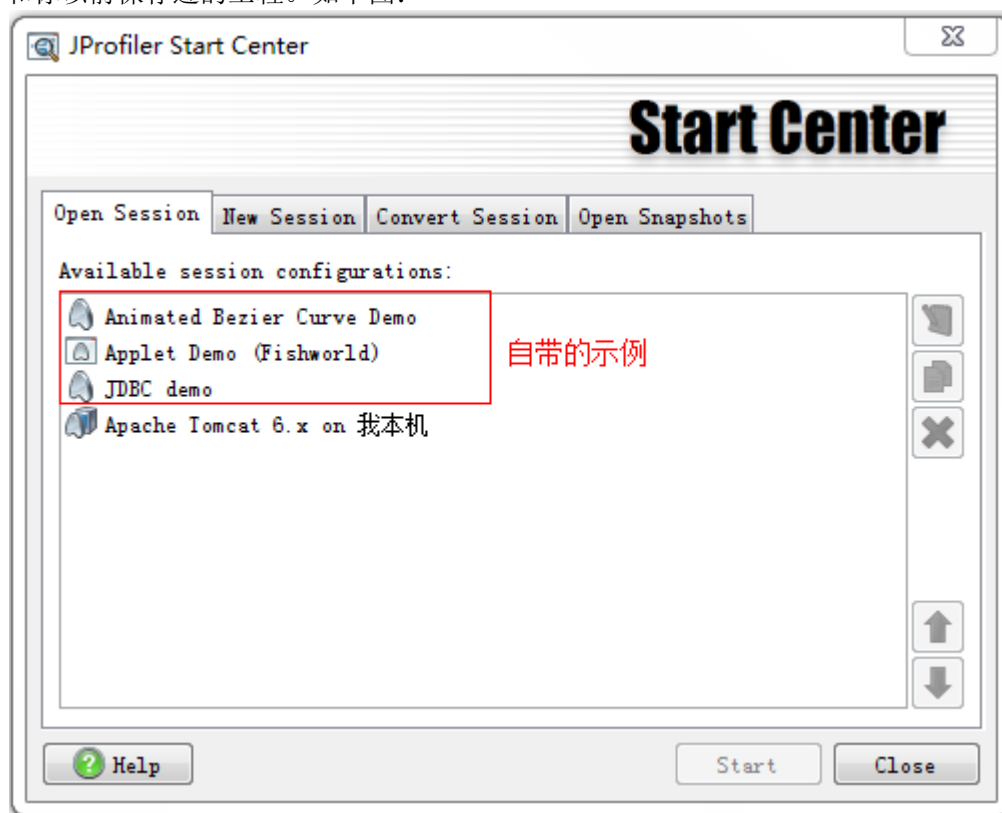 JProfiler Start Center
Start Center
Open Session New Session Convert Session Open Snapshots
Available session configurations:
Animated Bezier Curve Demo
Applet Demo (Fishworld)
自带的示例
JDBC demo
Apache Tomcat 6.x on 我本机
Help Start Close